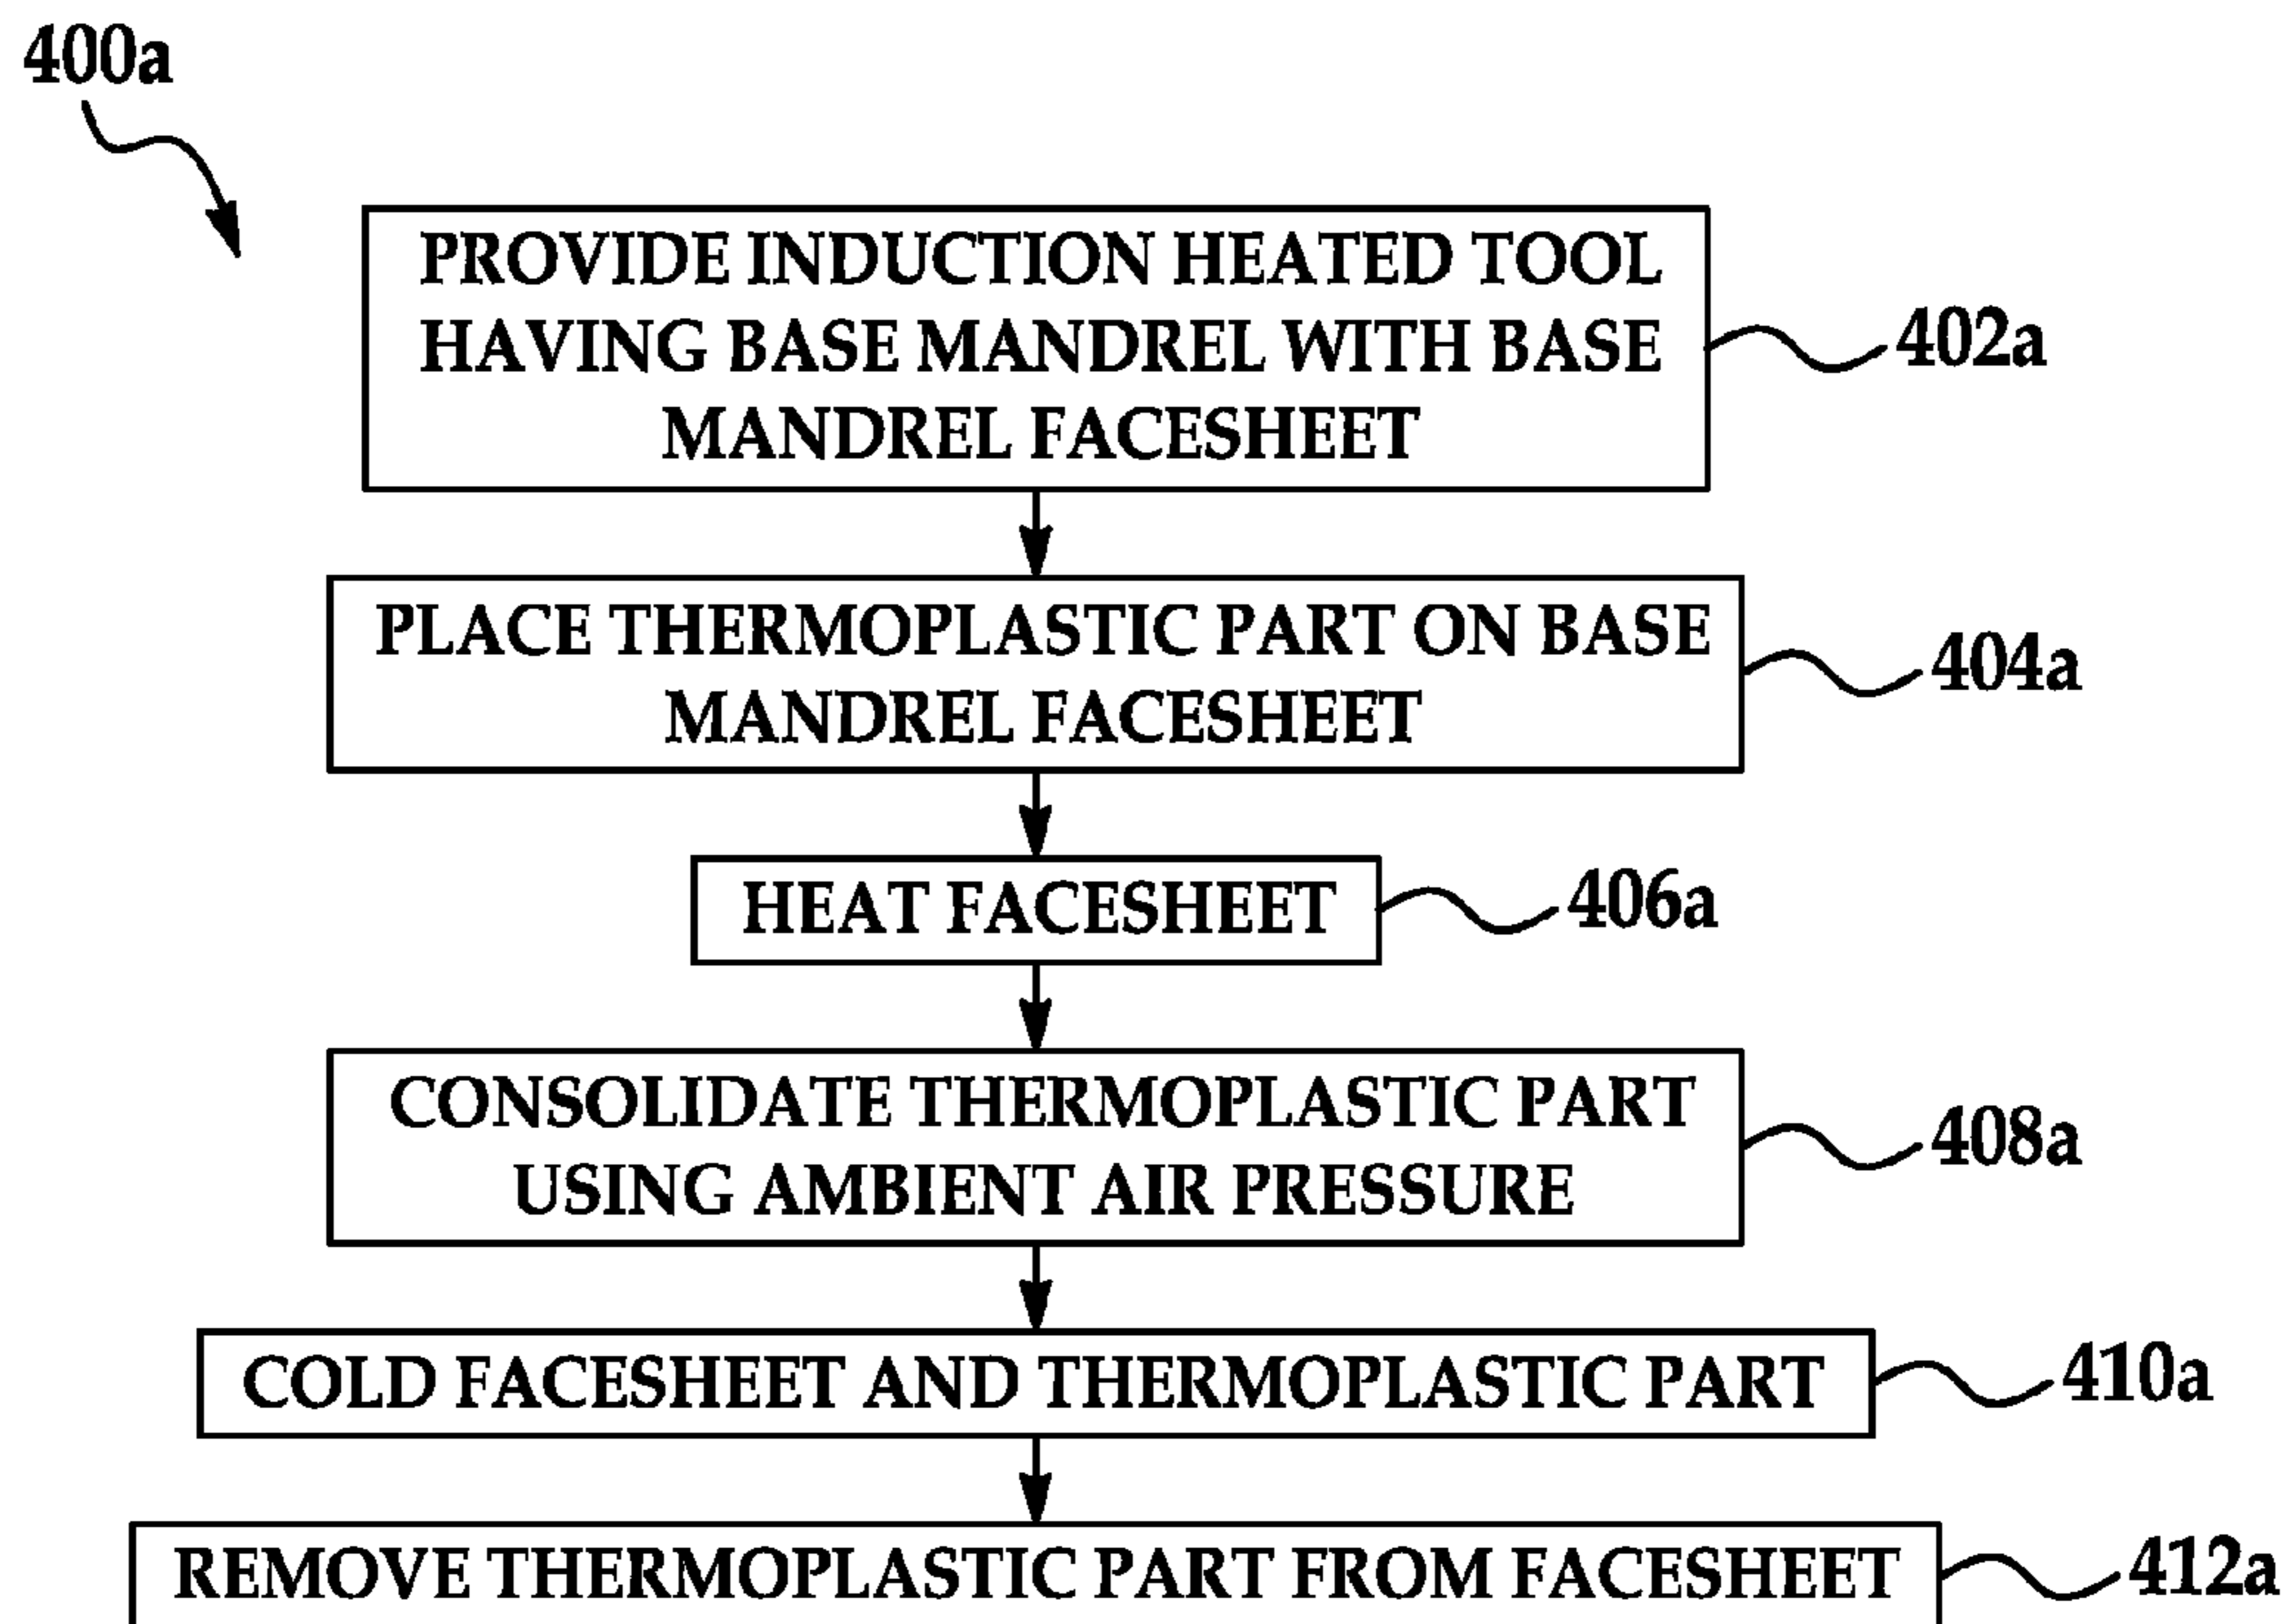 400a
PROVIDE INDUCTION HEATED TOOL
HAVING BASE MANDREL WITH BASE
MANDREL FACESHEET
402a
PLACE THERMOPLASTIC PART ON BASE
MANDREL FACESHEET
404a
HEAT FACESHEET
406a
CONSOLIDATE THERMOPLASTIC PART
USING AMBIENT AIR PRESSURE
408a
COLD FACESHEET AND THERMOPLASTIC PART
410a
REMOVE THERMOPLASTIC PART FROM FACESHEET
412a